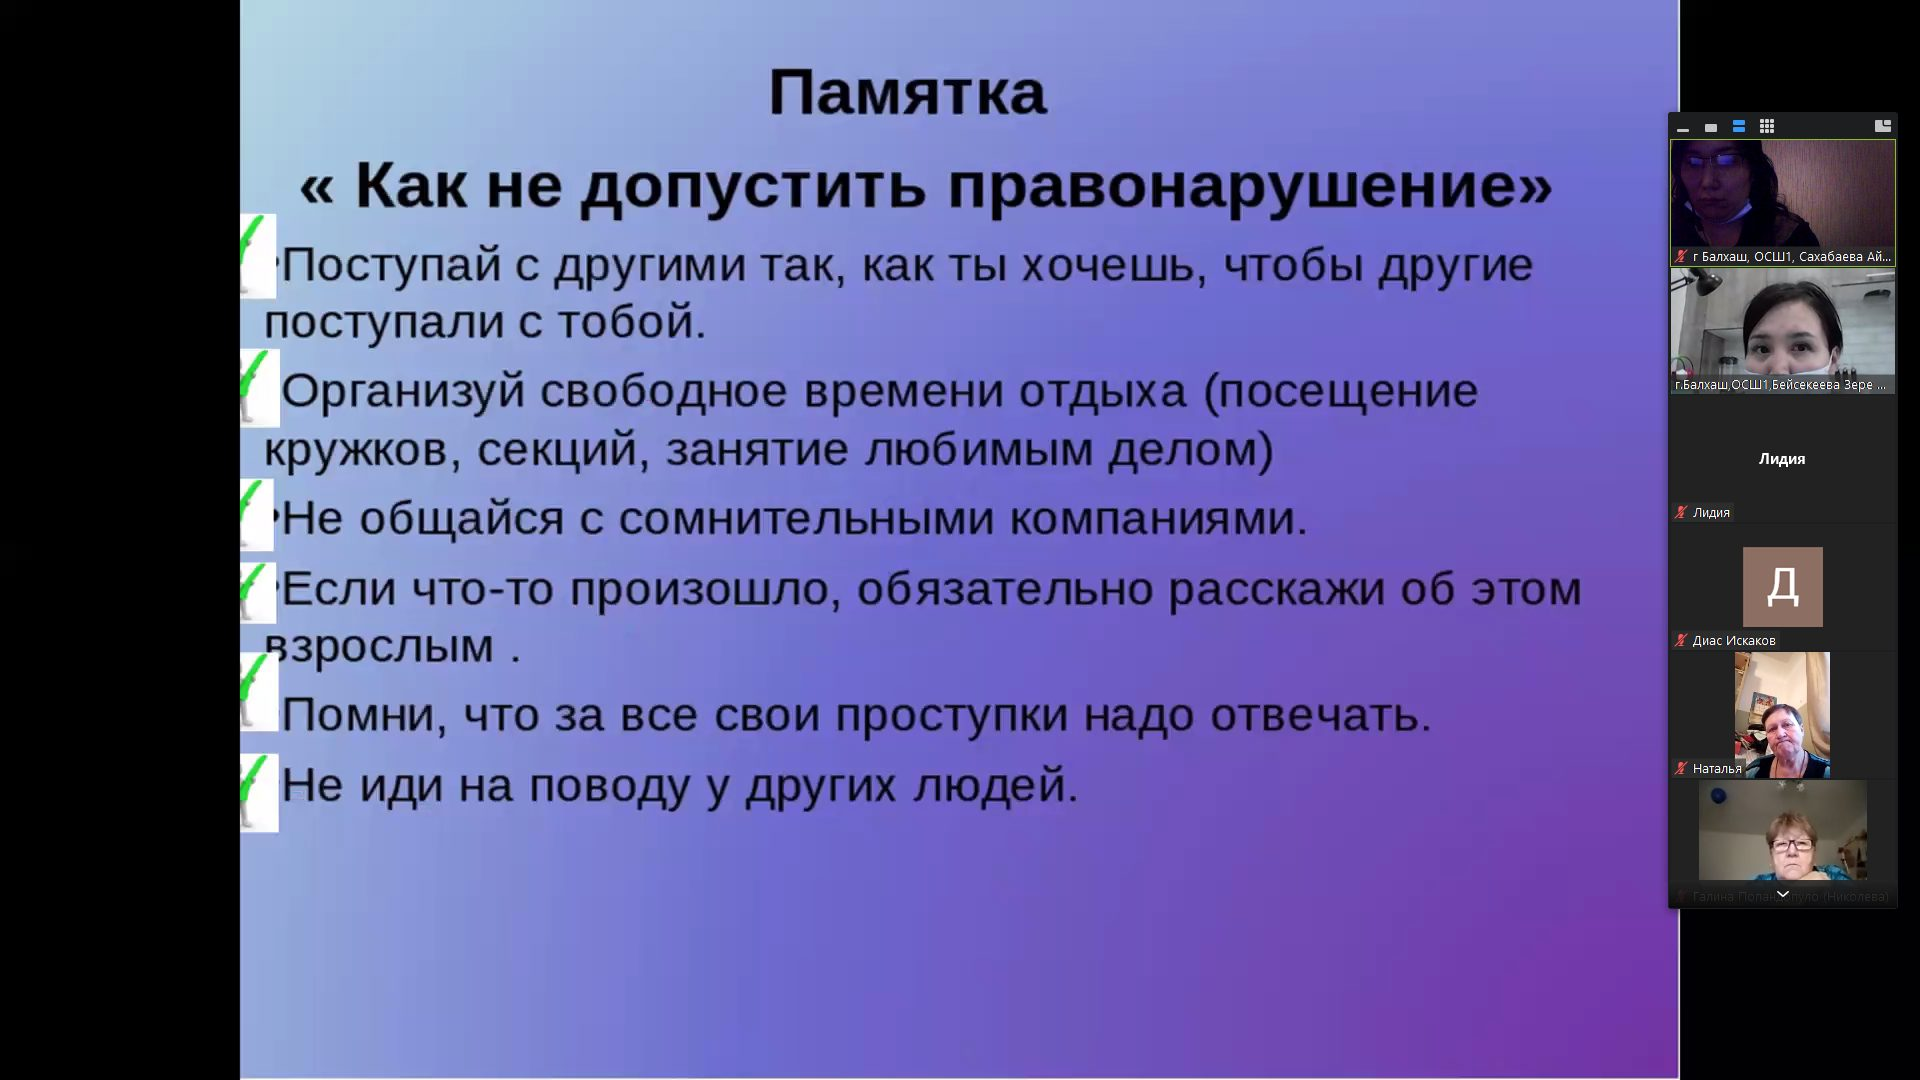 Памятка
« Как не допустить правонарушение»
•Поступай с другими так, как ты хочешь, чтобы другие
поступали с тобой.
Организуй свободное времени отдыха (посещение
кружков, секций, занятие любимым делом)
•Не общайся с сомнительными компаниями.
•Если что-то произошло, обязательно расскажи об этом
взрослым .
Помни, что за все свои проступки надо отвечать.
Не иди на поводу у других людей.
г Балхаш, ОСШ1, Сахабаева Ай...
г.Балхаш,ОСШ1,Бейсекеева Зере ...
Лидия
Лидия
Д
Диас Искаков
Наталья
Галина (Николева)